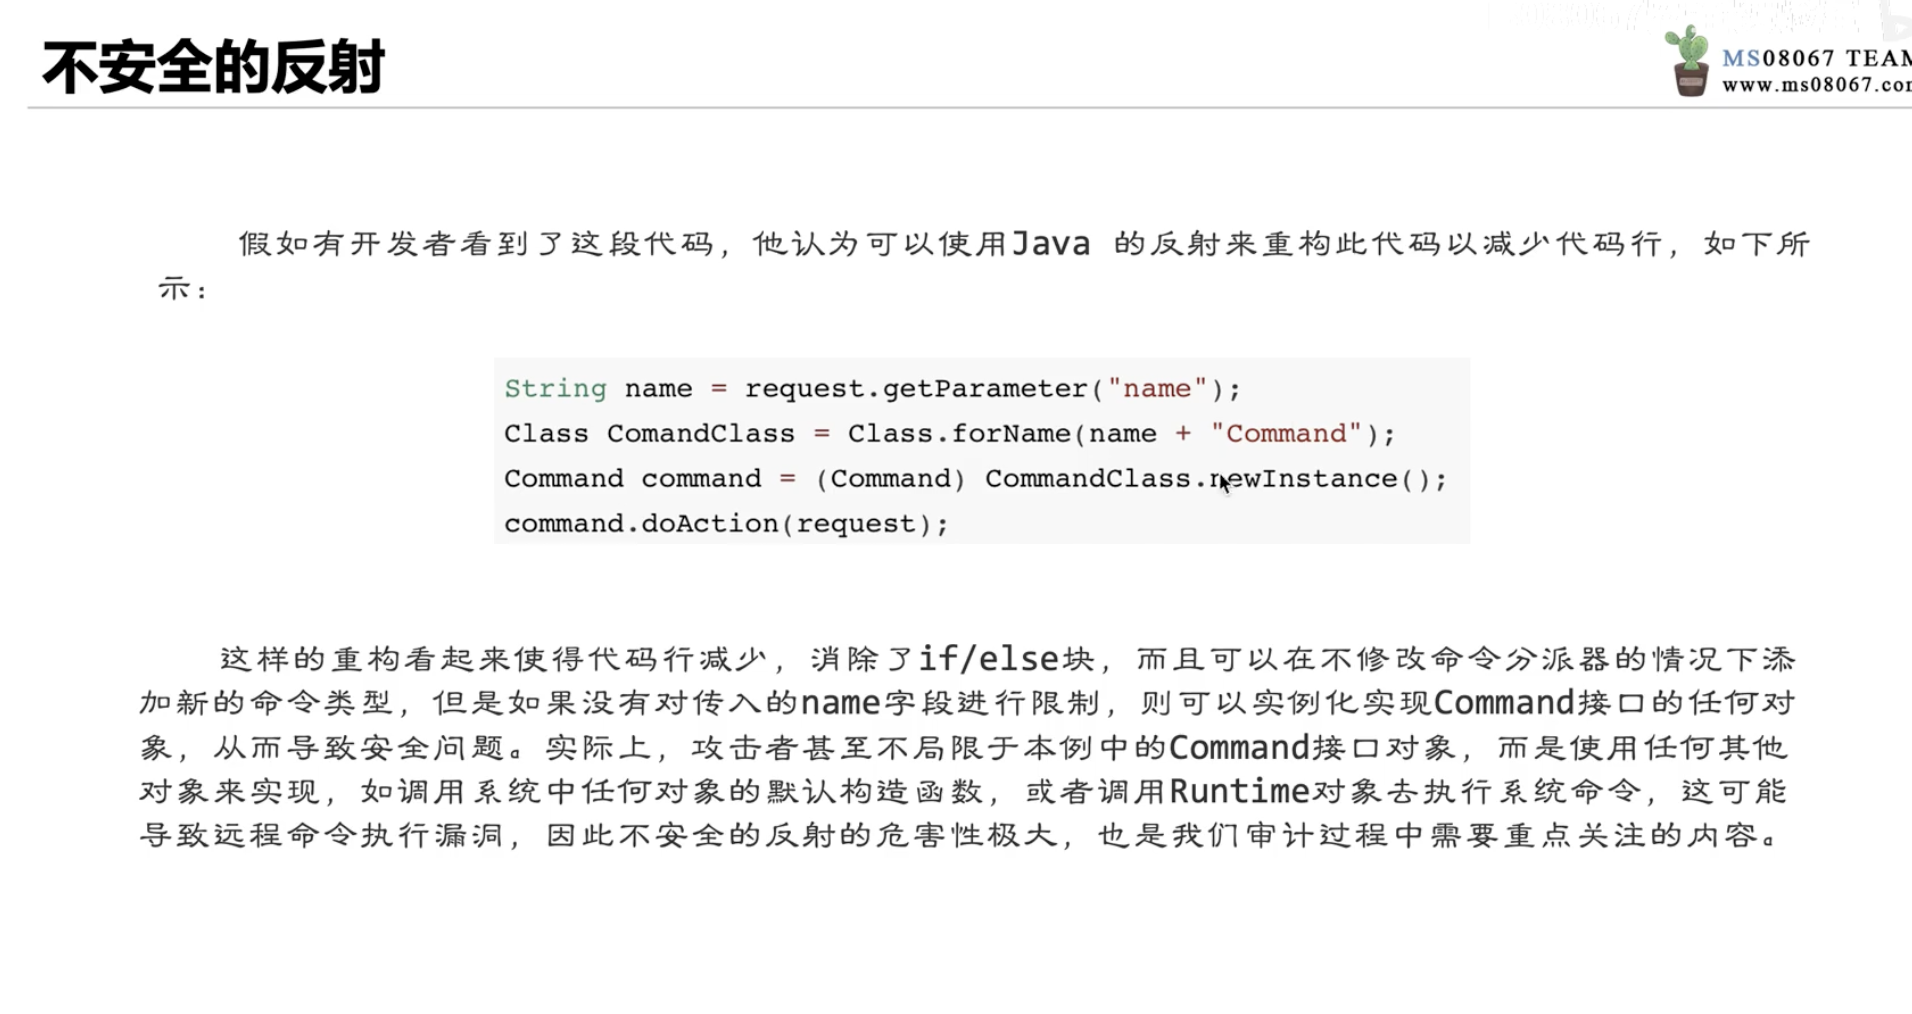 不安全的反射
MS08067 TEAM
www.ms08067.co
假如有开发者看到了这段代码，他认为可以使用Java 的反射来重构此代码以减少代码行，如下所
示：
String name = request.getParameter("name");
Class ComandClass = Class.forName(name + "Command");
Command command = (Command) CommandClass.newInstance();
command.doAction(request);
这样的重构看起来使得代码行减少，消除了if/else块，而且可以在不修改命令分派器的情况下添
加新的命令类型，但是如果没有对传入的name字段进行限制，则可以实例化实现Command接口的任何对
象，从而导致安全问题。实际上，攻击者甚至不局限于本例中的Command接口对象，而是使用任何其他
对象来实现，如调用系统中任何对象的默认构造函数，或者调用Runtime对象去执行系统命令，这可能
导致远程命令执行漏洞，因此不安全的反射的危害性极大，也是我们审计过程中需要重点关注的内容。